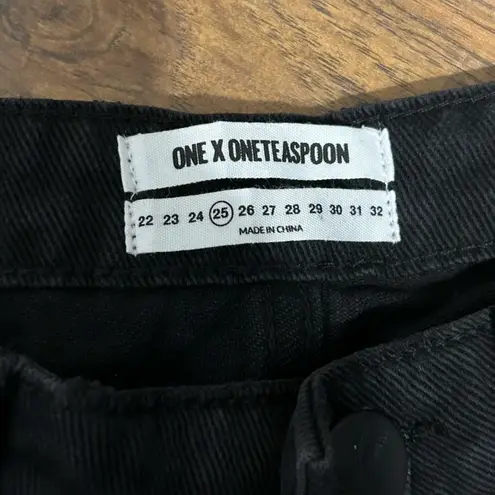 ONE X ONETEASPOON
22 23 24 25 26 27 28 29 30 31 32
MADE IN CHINA